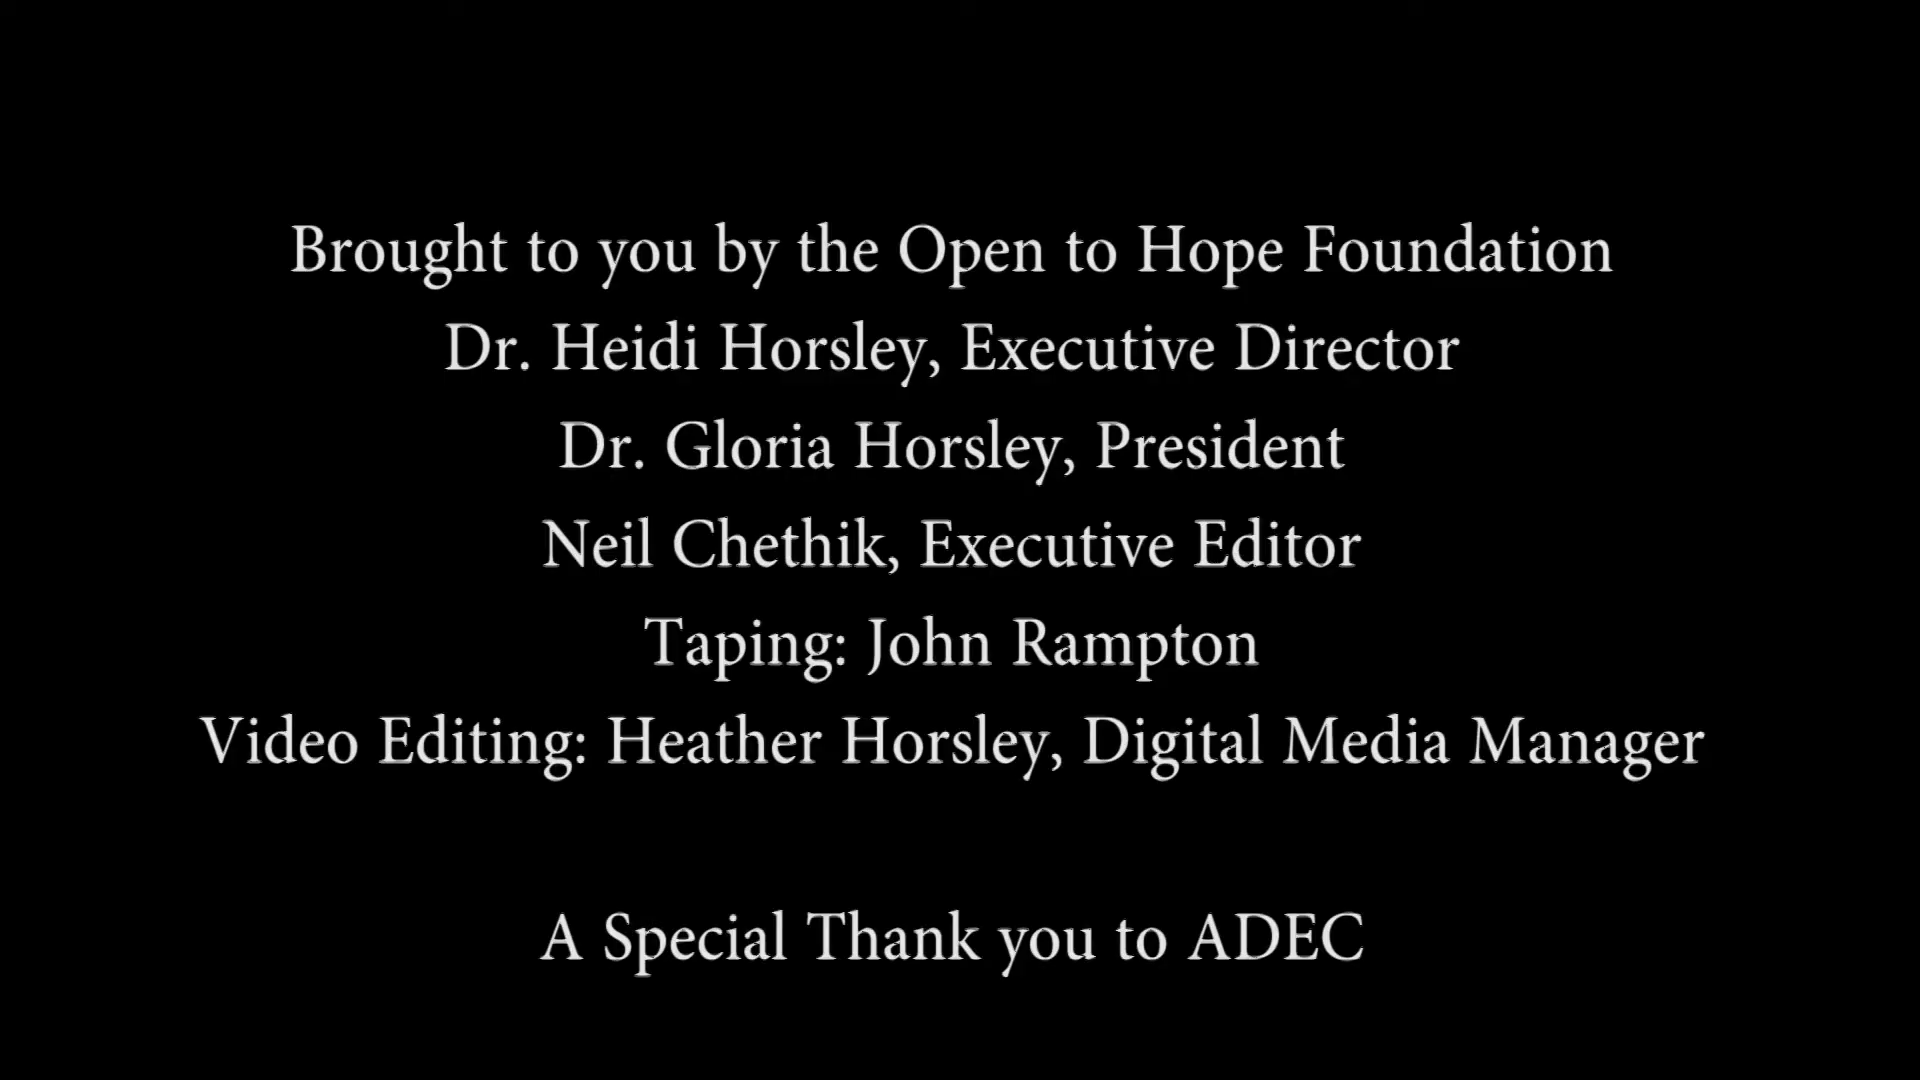 Brought to you by the Open to Hope Foundation
Dr. Heidi Horsley, Executive Director
Dr. Gloria Horsley, President
Neil Chethik, Executive Editor
Taping: John Rampton
Video Editing: Heather Horsley, Digital Media Manager
A Special Thank you to ADEC